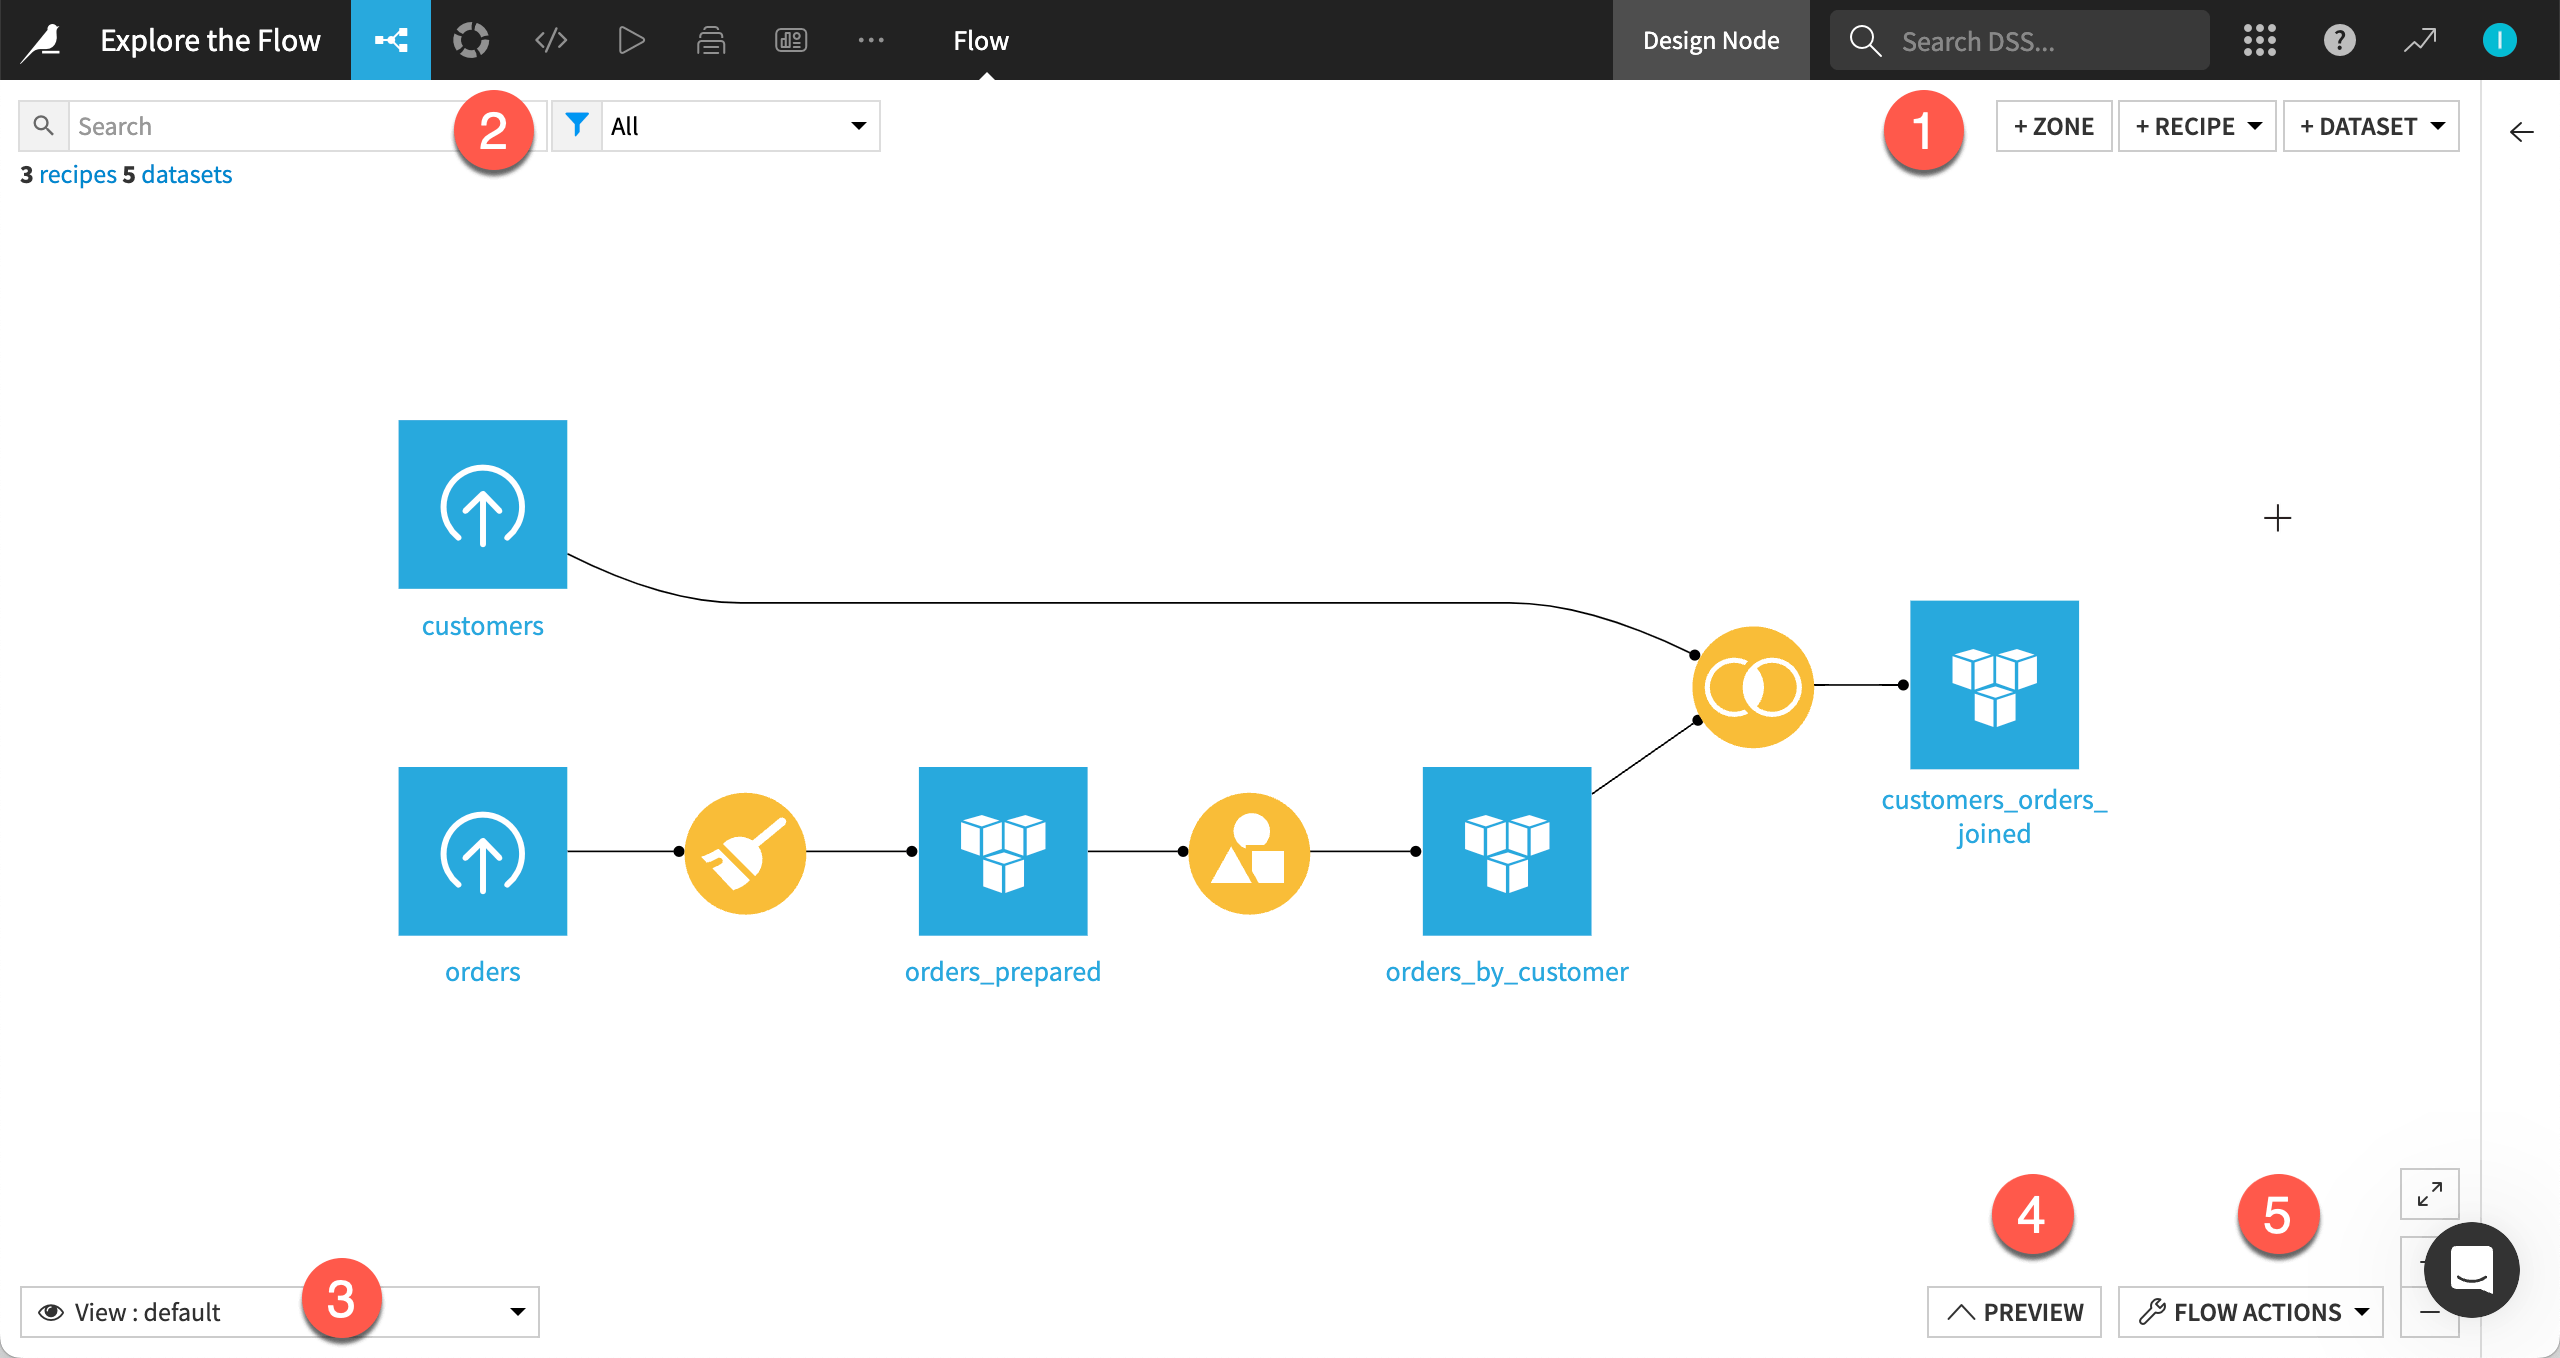 Explore the Flow
Flow
Design Node
Search DSS...
I
Search
2
All
1
+ ZONE
+ RECIPE
+ DATASET
3 recipes 5 datasets
customers
customers_orders_
joined
orders
orders_prepared
orders_by_customer
4
5
3
View : default
PREVIEW
FLOW ACTIONS